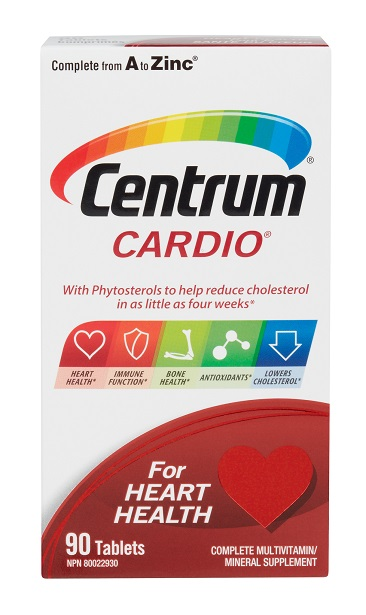 Complete from A to Zinc®
Centrum®
CARDIO®
With Phytosterols to help reduce cholesterol
in as little as four weeks*
HEART HEALTH*
IMMUNE FUNCTION*
BONE HEALTH*
ANTIOXIDANTS*
LOWERS CHOLESTEROL*
For
HEART
HEALTH
90 Tablets
NPN 80022930
COMPLETE MULTIVITAMIN/
MINERAL SUPPLEMENT